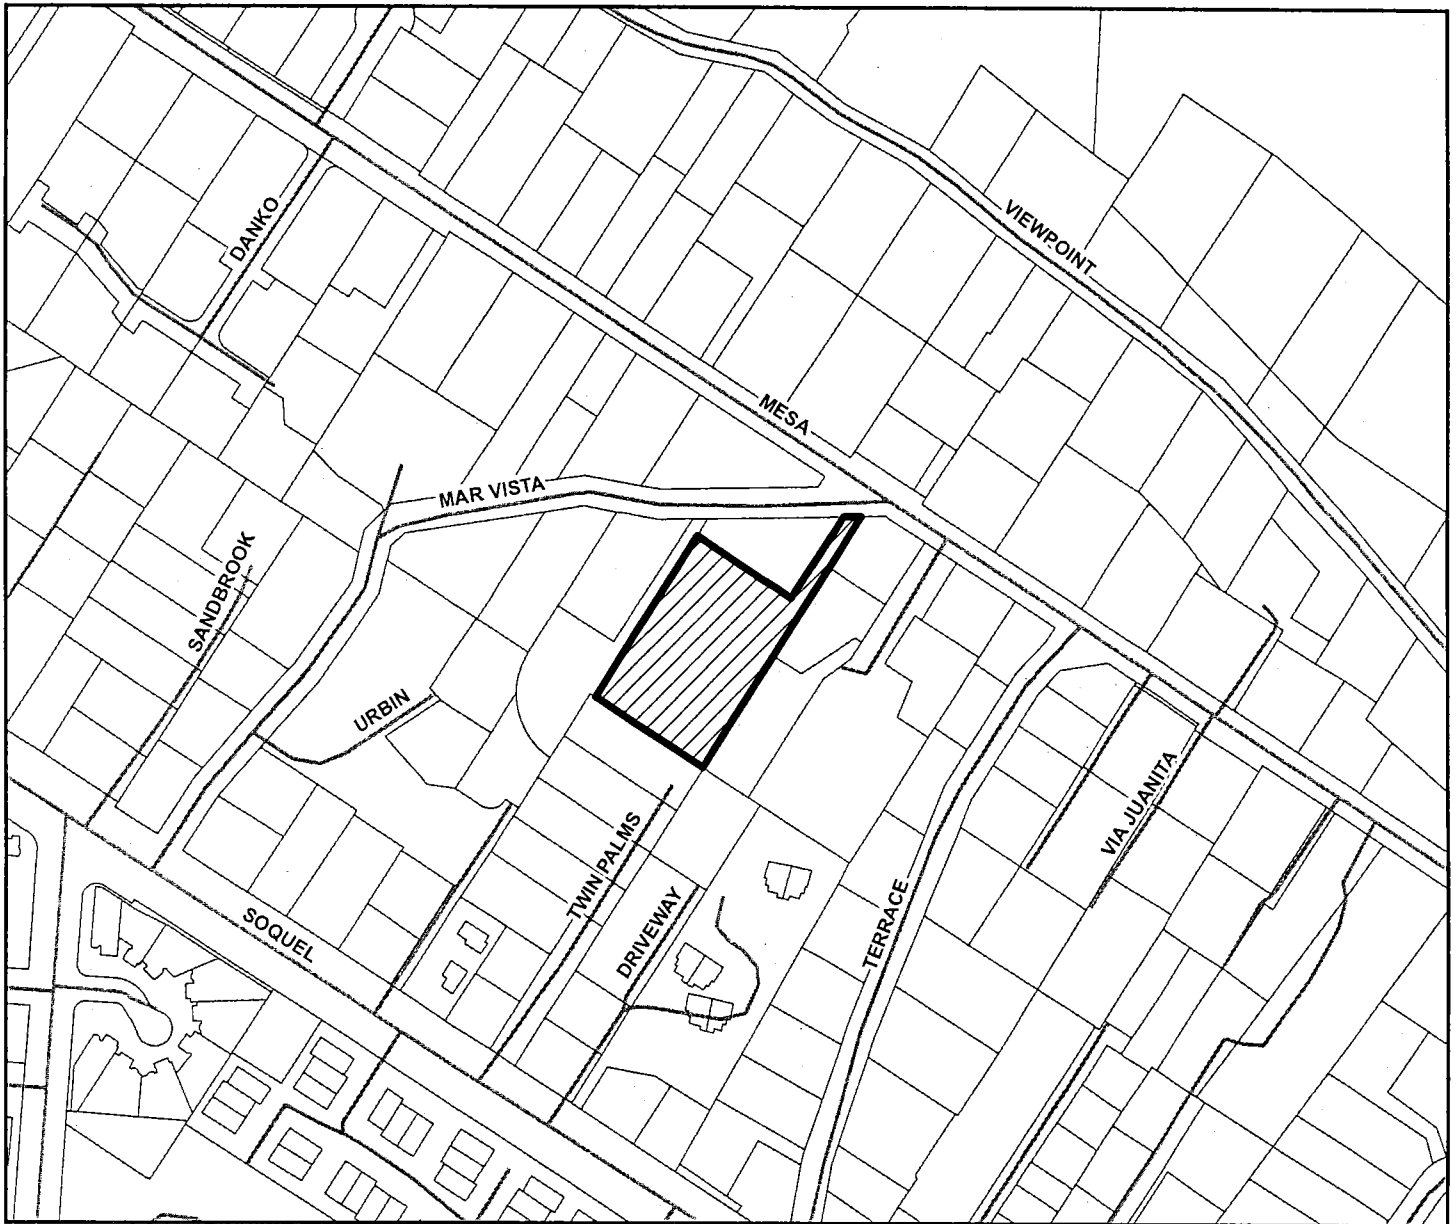 VIEWPOINT
DANKO
MESA
MAR VISTA
SANDBROOK
URBIN
VIA JUANITA
TWIN PALMS
DRIVEWAY
TERRACE
SOQUEL